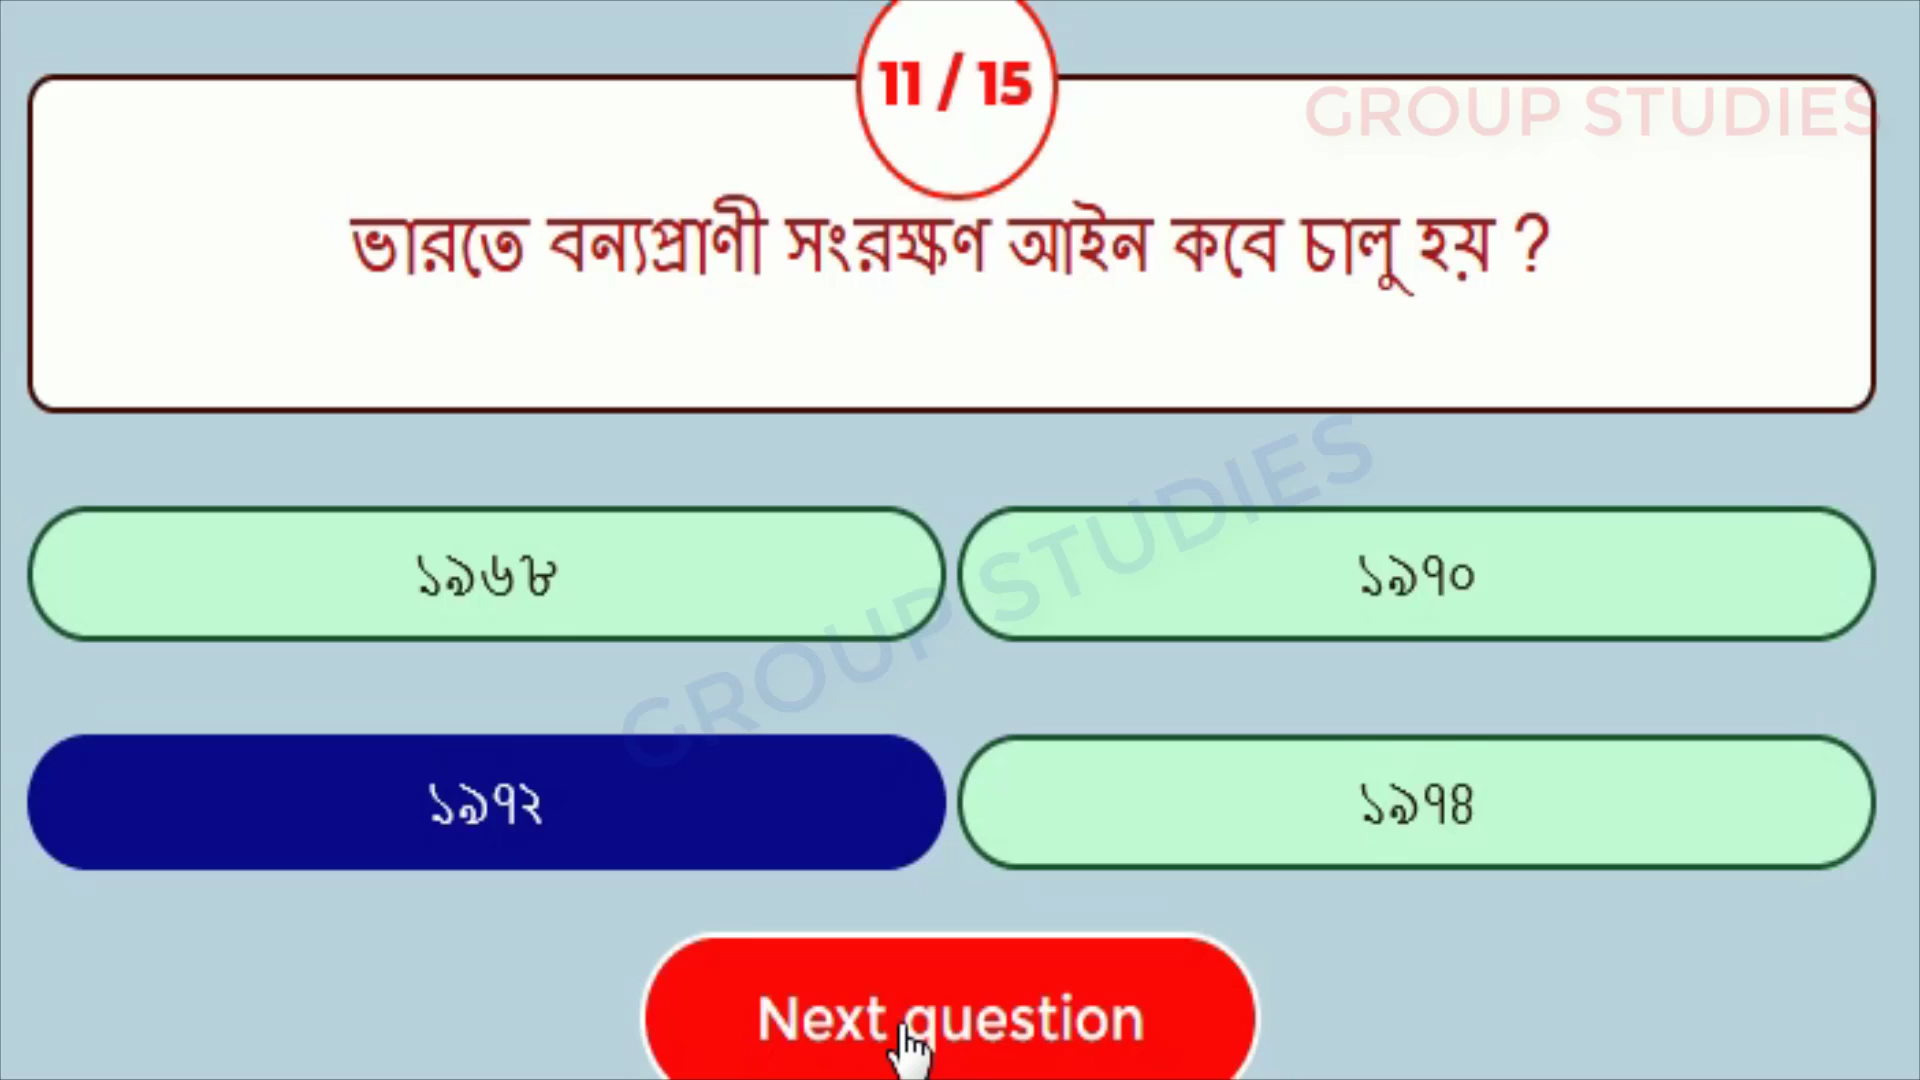 11 / 15
GROUP STUDIES
ভারতে বন্যপ্রাণী সংরক্ষণ আইন কবে চালু হয় ?
১৯৬৮
১৯৭০
GROUP STUDIES
১৯৭২
১৯৭৪
Next question